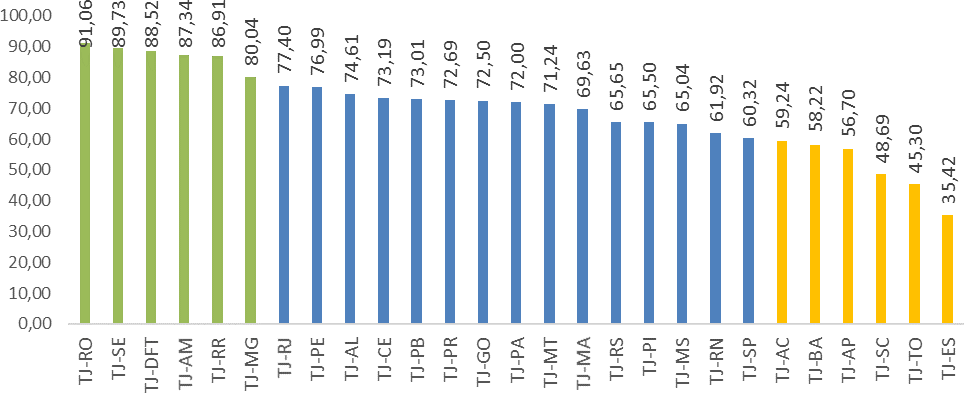 100,00
90,00
80,00
70,00
60,00
50,00
40,00
30,00
20,00
10,00
0,00
91,06
89,73
88,52
87,34
86,91
80,04
77,40
76,99
74,61
73,19
73,01
72,69
72,50
72,00
71,24
69,63
65,65
65,50
65,04
61,92
60,32
59,24
58,22
56,70
48,69
45,30
35,42
TJ-RO
TJ-SE
TJ-DFT
TJ-AM
TJ-RR
TJ-MG
TJ-RJ
TJ-PE
TJ-AL
TJ-CE
TJ-PB
TJ-PR
TJ-GO
TJ-PA
TJ-MT
TJ-MA
TJ-RS
TJ-PI
TJ-MS
TJ-RN
TJ-SP
TJ-AC
TJ-BA
TJ-AP
TJ-SC
TJ-TO
TJ-ES